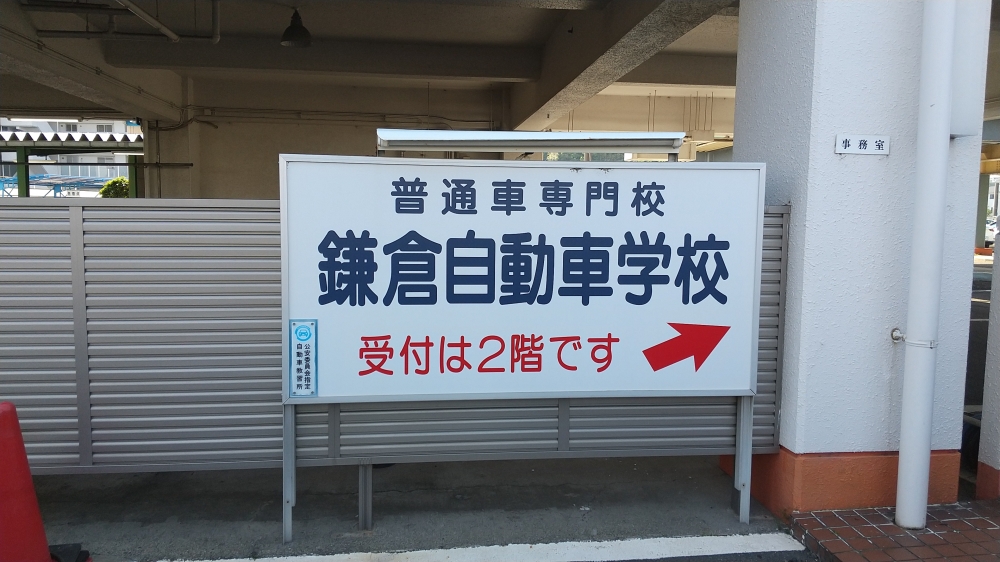 事務室
普通車専門校
鎌倉自動車学校
受付は2階です
公安委員会指定
自動車教習所